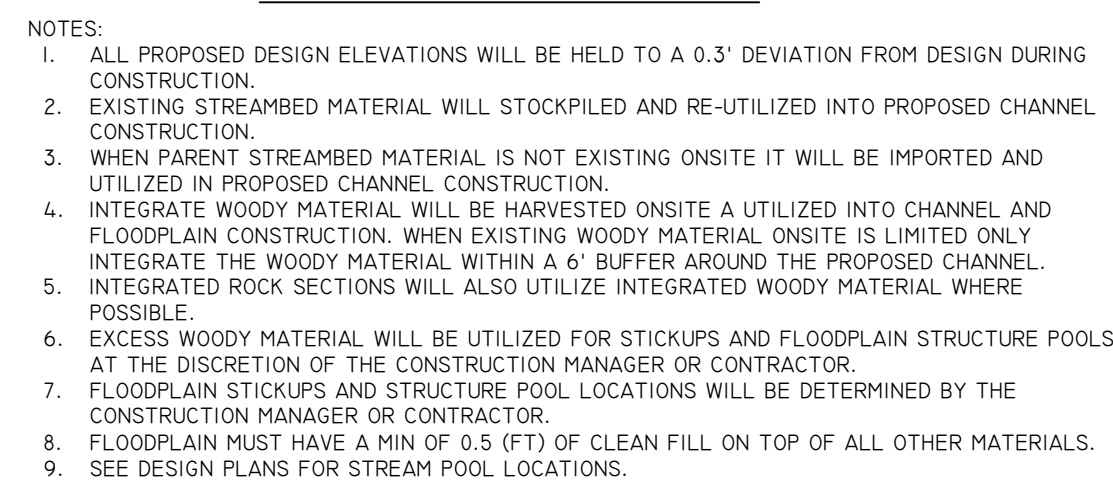 NOTES:
1. ALL PROPOSED DESIGN ELEVATIONS WILL BE HELD TO A 0.3' DEVIATION FROM DESIGN DURING
CONSTRUCTION.
2. EXISTING STREAMBED MATERIAL WILL STOCKPILED AND RE-UTILIZED INTO PROPOSED CHANNEL
CONSTRUCTION.
3. WHEN PARENT STREAMBED MATERIAL IS NOT EXISTING ONSITE IT WILL BE IMPORTED AND
UTILIZED IN PROPOSED CHANNEL CONSTRUCTION.
4. INTEGRATE WOODY MATERIAL WILL BE HARVESTED ONSITE A UTILIZED INTO CHANNEL AND
FLOODPLAIN CONSTRUCTION. WHEN EXISTING WOODY MATERIAL ONSITE IS LIMITED ONLY
INTEGRATE THE WOODY MATERIAL WITHIN A 6' BUFFER AROUND THE PROPOSED CHANNEL.
5. INTEGRATED ROCK SECTIONS WILL ALSO UTILIZE INTEGRATED WOODY MATERIAL WHERE
POSSIBLE.
6. EXCESS WOODY MATERIAL WILL BE UTILIZED FOR STICKUPS AND FLOODPLAIN STRUCTURE POOLS
AT THE DISCRETION OF THE CONSTRUCTION MANAGER OR CONTRACTOR.
7. FLOODPLAIN STICKUPS AND STRUCTURE POOL LOCATIONS WILL BE DETERMINED BY THE
CONSTRUCTION MANAGER OR CONTRACTOR.
8. FLOODPLAIN MUST HAVE A MIN OF 0.5 (FT) OF CLEAN FILL ON TOP OF ALL OTHER MATERIALS.
9. SEE DESIGN PLANS FOR STREAM POOL LOCATIONS.